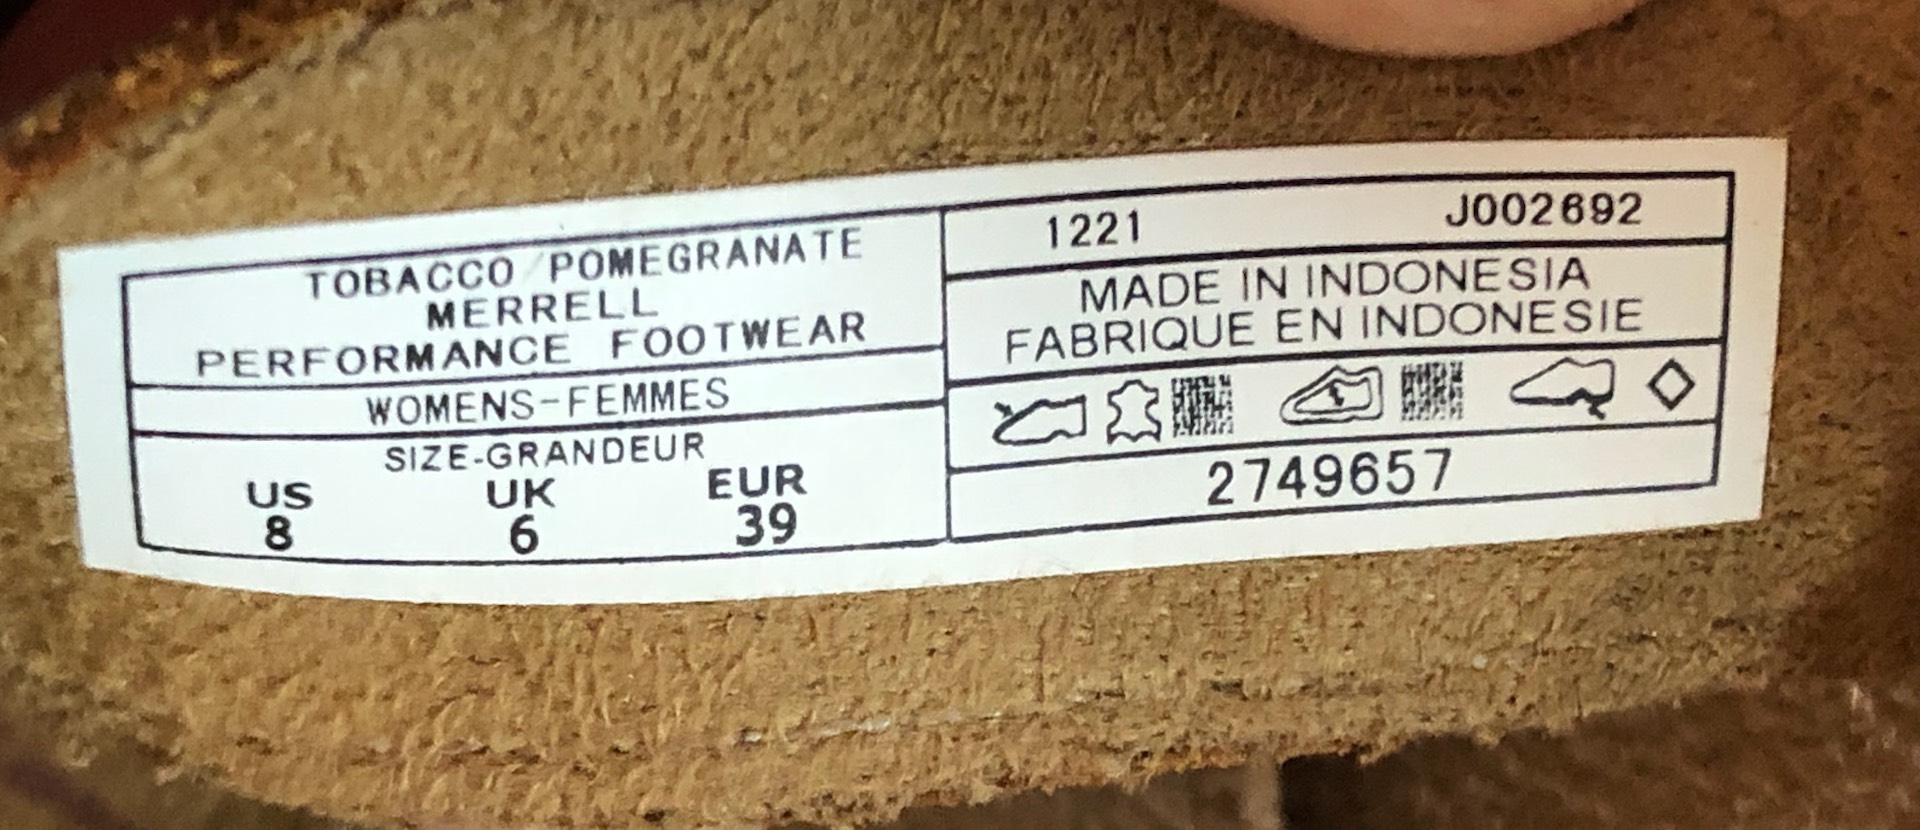 TOBACCO/POMEGRANATE
MERRELL
PERFORMANCE FOOTWEAR
WOMENS-FEMMES
SIZE-GRANDEUR
US UK EUR
8 6 39
1221 J002692
MADE IN INDONESIA
FABRIQUE EN INDONESIE
2749657